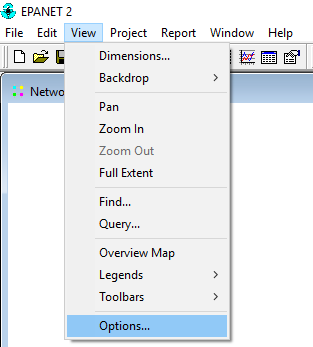 EPANET 2
File Edit View Project Report Window Help
Dimensions...
Netwo
Backdrop
Pan
Zoom In
Zoom Out
Full Extent
Find...
Query...
Overview Map
Legends
Toolbars
Options...